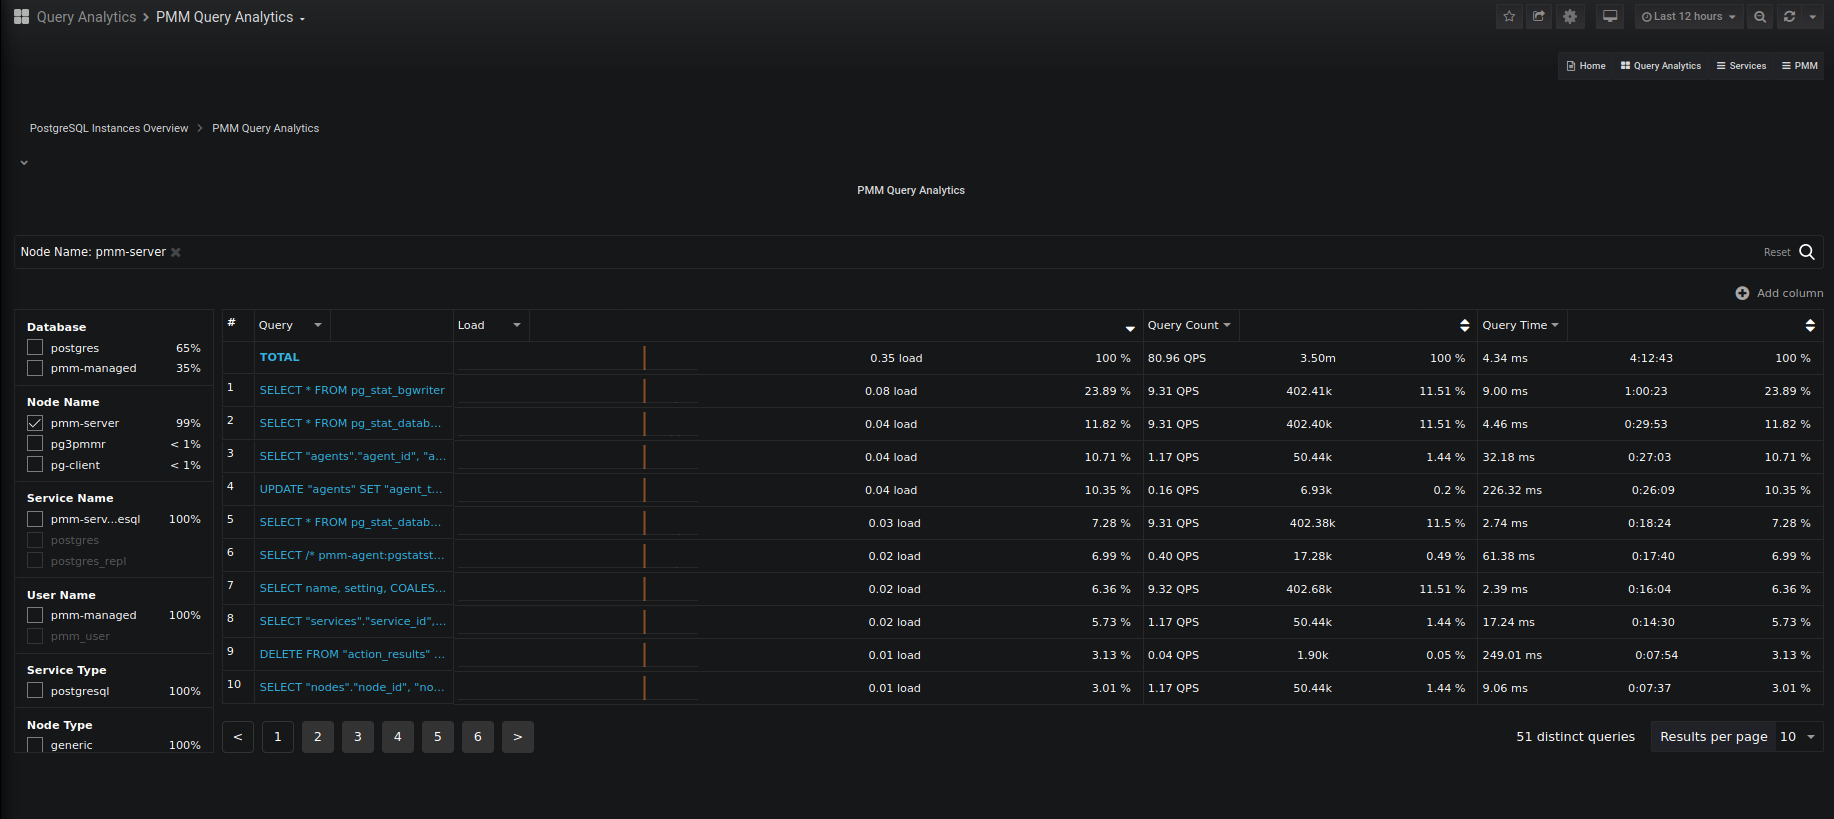 Query Analytics > PMM Query Analytics
Last 12 hours
Home Query Analytics Services PMM
PostgreSQL Instances Overview > PMM Query Analytics
PMM Query Analytics
Node Name: pmm-server Reset
Add column
Database
postgres 65%
pmm-managed 35%
Node Name
pmm-server 99%
pg3pmmr < 1%
pg-client < 1%
Service Name
pmm-serv...esql 100%
postgres
postgres_repl
User Name
pmm-managed 100%
pmm_user
Service Type
postgresql 100%
Node Type
generic 100%
# Query Load Query Count Query Time
TOTAL 0.35 load 100 % 80.96 QPS 3.50m 100 % 4.34 ms 4:12:43 100 %
1 SELECT * FROM pg_stat_bgwriter 0.08 load 23.89 % 9.31 QPS 402.41k 11.51 % 9.00 ms 1:00:23 23.89 %
2 SELECT * FROM pg_stat_datab... 0.04 load 11.82 % 9.31 QPS 402.40k 11.51 % 4.46 ms 0:29:53 11.82 %
3 SELECT "agents"."agent_id", "a... 0.04 load 10.71 % 1.17 QPS 50.44k 1.44 % 32.18 ms 0:27:03 10.71 %
4 UPDATE "agents" SET "agent_t... 0.04 load 10.35 % 0.16 QPS 6.93k 0.2 % 226.32 ms 0:26:09 10.35 %
5 SELECT * FROM pg_stat_datab... 0.03 load 7.28 % 9.31 QPS 402.38k 11.5 % 2.74 ms 0:18:24 7.28 %
6 SELECT /* pmm-agent:pgstatst... 0.02 load 6.99 % 0.40 QPS 17.28k 0.49 % 61.38 ms 0:17:40 6.99 %
7 SELECT name, setting, COALES... 0.02 load 6.36 % 9.32 QPS 402.68k 11.51 % 2.39 ms 0:16:04 6.36 %
8 SELECT "services"."service_id",... 0.02 load 5.73 % 1.17 QPS 50.44k 1.44 % 17.24 ms 0:14:30 5.73 %
9 DELETE FROM "action_results" ... 0.01 load 3.13 % 0.04 QPS 1.90k 0.05 % 249.01 ms 0:07:54 3.13 %
10 SELECT "nodes"."node_id", "no... 0.01 load 3.01 % 1.17 QPS 50.44k 1.44 % 9.06 ms 0:07:37 3.01 %
< 1 2 3 4 5 6 > 51 distinct queries Results per page 10